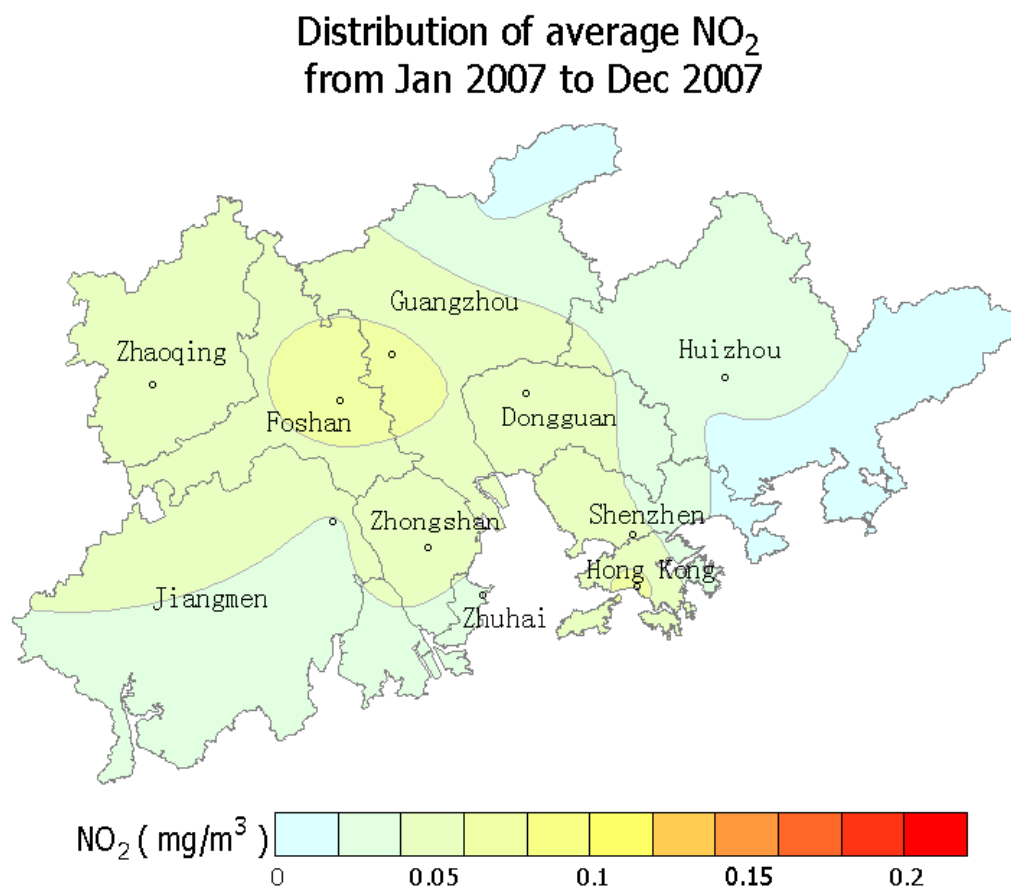 Distribution of average NO₂
from Jan 2007 to Dec 2007
Guangzhou
Zhaoqing
Huizhou
Foshan
Dongguan
Zhongshan
Shenzhen
Hong Kong
Jiangmen
Zhuhai
NO₂ ( mg/m³ )
0 0.05 0.1 0.15 0.2